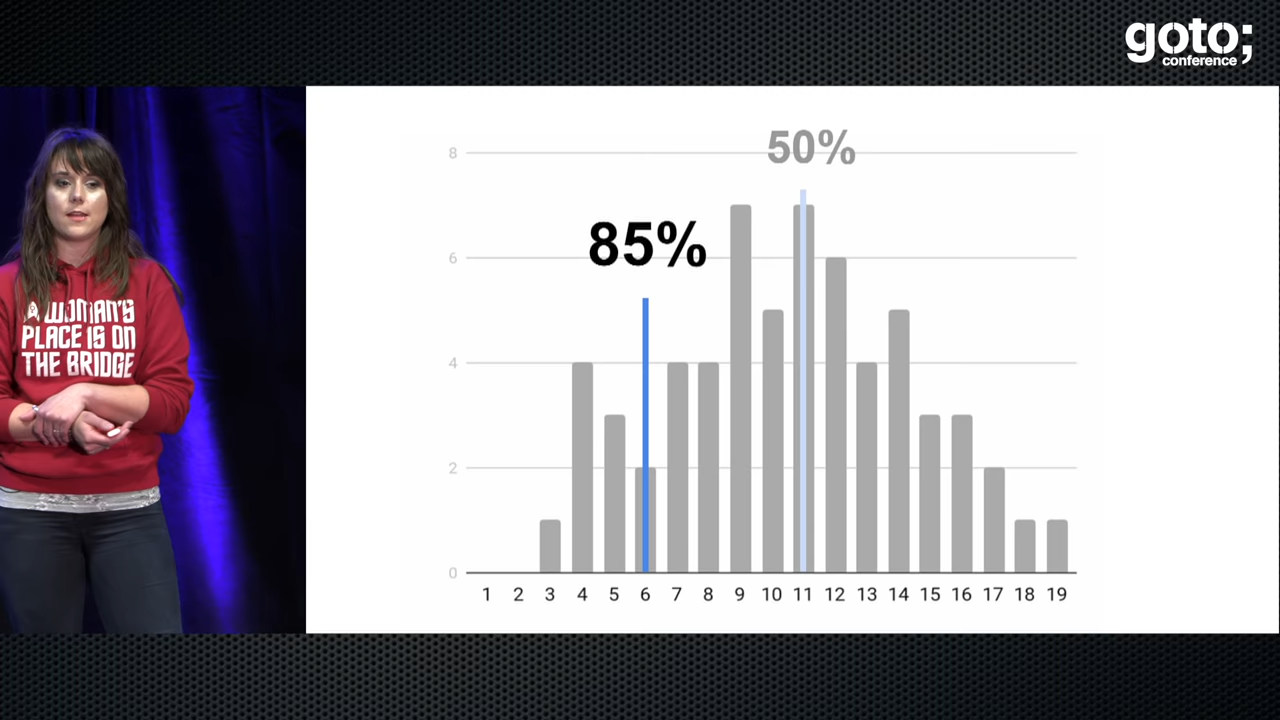 goto;
conference
A WOMAN'S
PLACE IS ON
THE BRIDGE
50%
85%
8
6
4
2
0
1 2 3 4 5 6 7 8 9 10 11 12 13 14 15 16 17 18 19